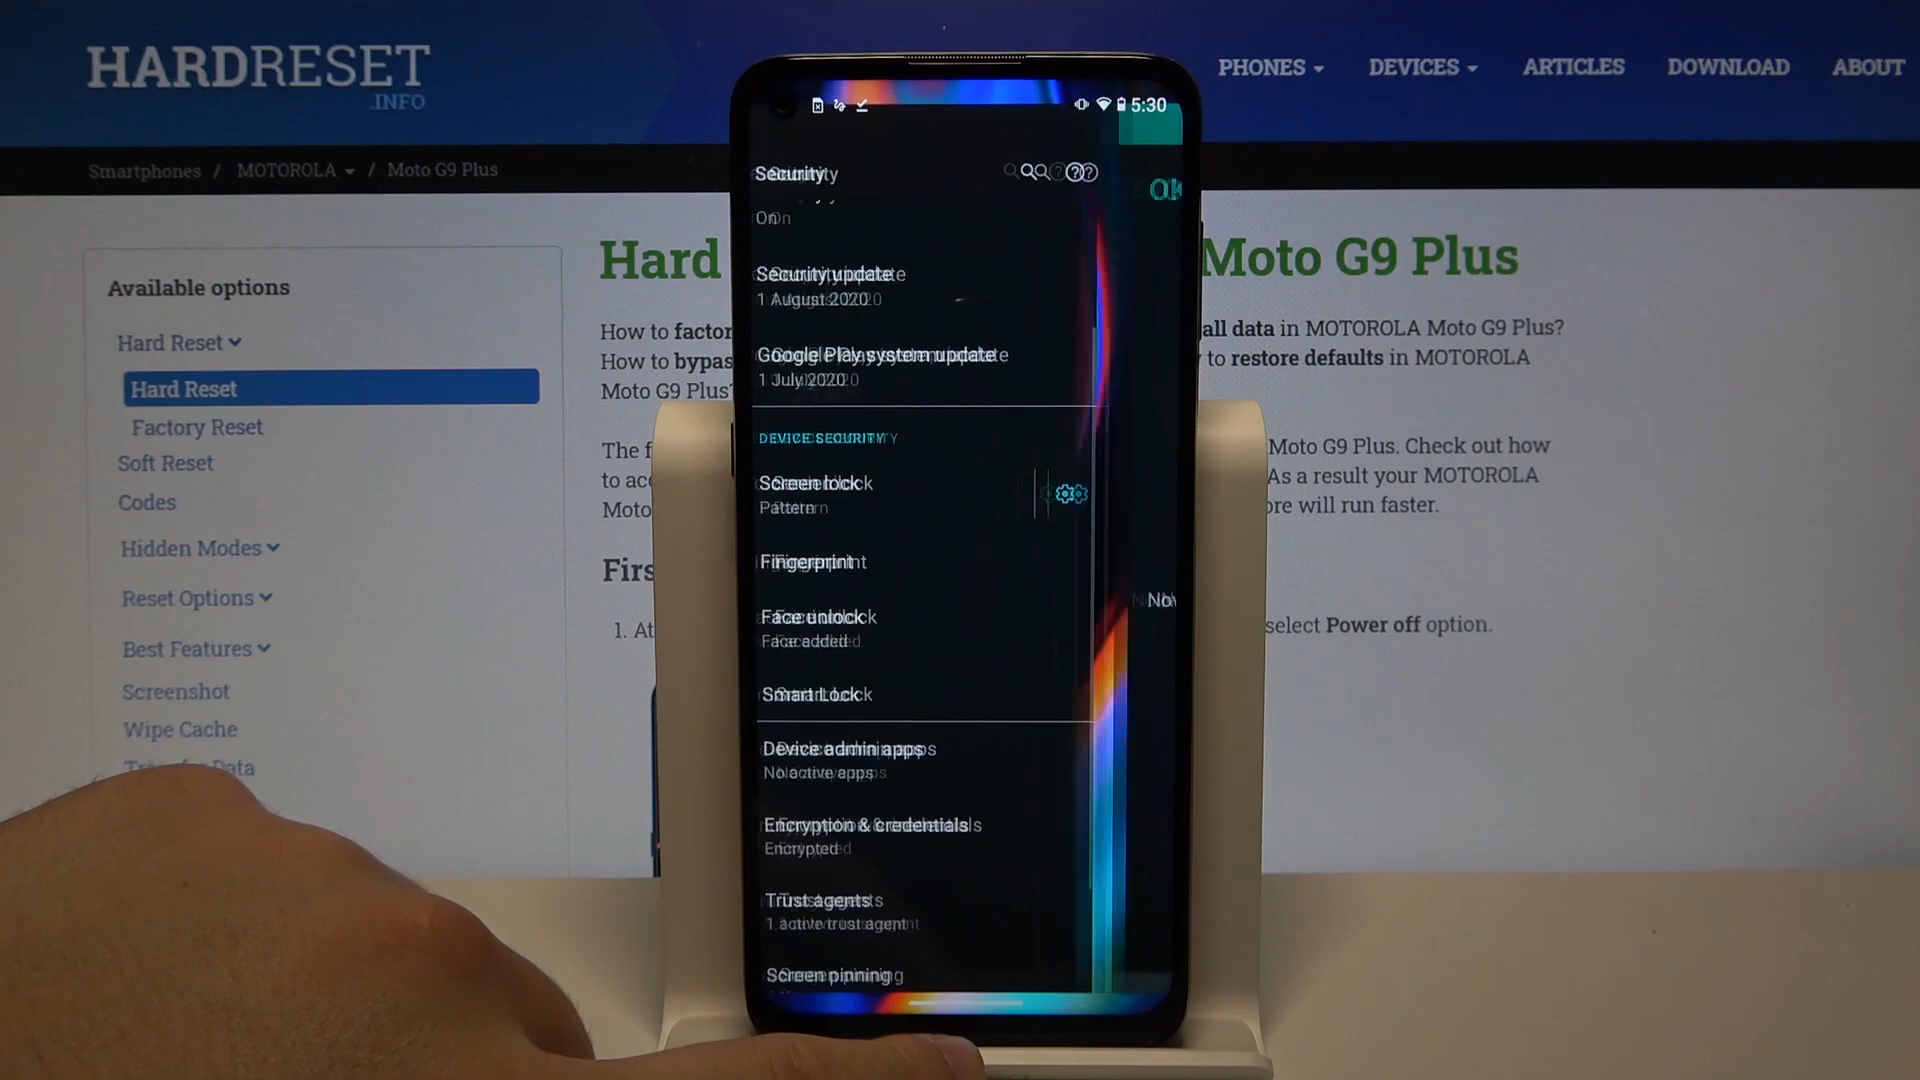 HARDRESET
.INFO
PHONES
DEVICES
ARTICLES
DOWNLOAD
ABOUT
Smartphones / MOTOROLA / Moto G9 Plus
Available options
Hard Reset
Hard Reset
Factory Reset
Soft Reset
Codes
Hidden Modes
Reset Options
Best Features
Screenshot
Wipe Cache
Transfer Data
Hard
Moto G9 Plus
How to factor
all data in MOTOROLA Moto G9 Plus?
How to bypas
to restore defaults in MOTOROLA
Moto G9 Plus?
The f
Moto G9 Plus. Check out how
to acc
As a result your MOTOROLA
Moto
ore will run faster.
Firs
1. At
select Power off option.
5:30
Security
On
Security update
1 August 2020
Google Play system update
1 July 2020
DEVICE SECURITY
Screen lock
Pattern
Fingerprint
Face unlock
Face added
Smart Lock
Device admin apps
No active apps
Encryption & credentials
Encrypted
Trust agents
1 active trust agent
Screen pinning